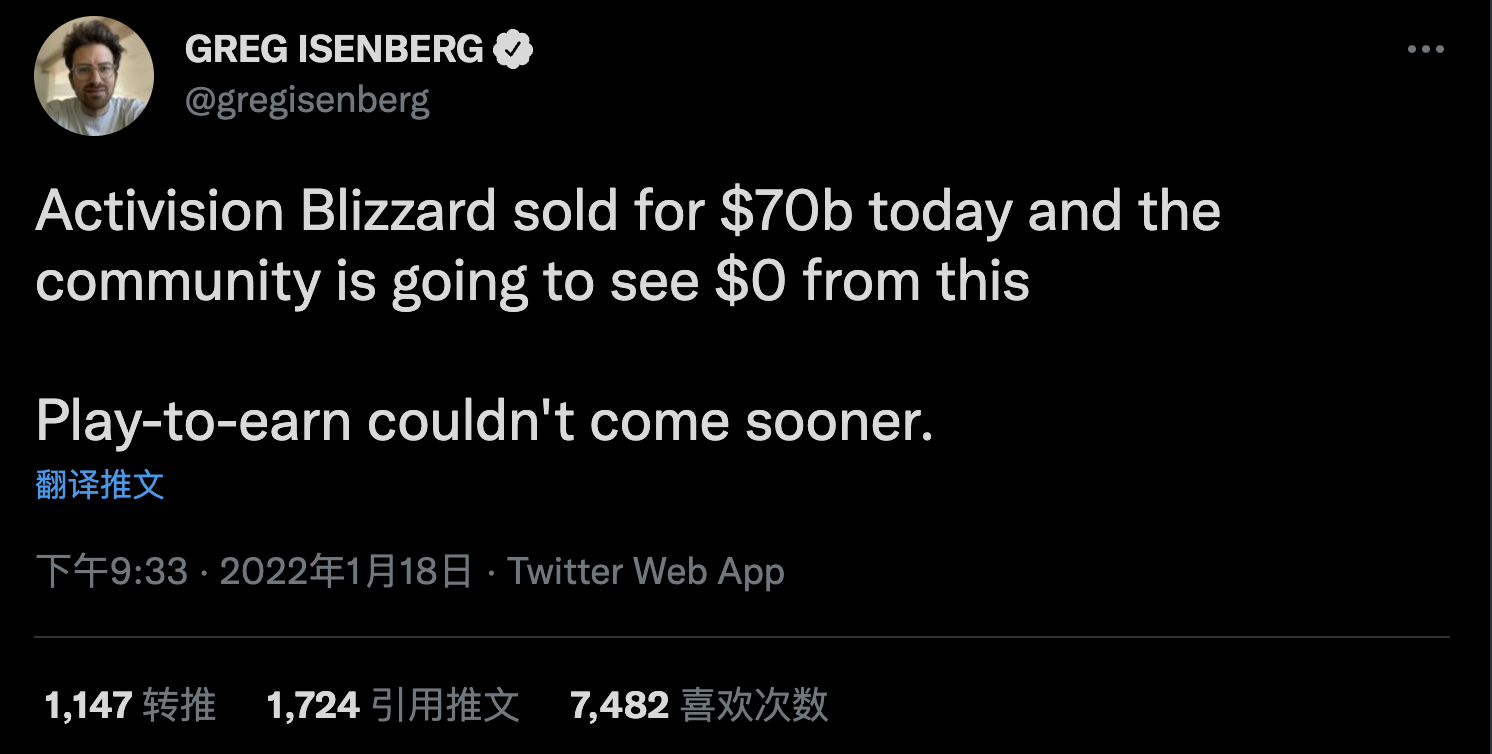 GREG ISENBERG
@gregisenberg
Activision Blizzard sold for $70b today and the
community is going to see $0 from this
Play-to-earn couldn't come sooner.
翻译推文
下午9:33 · 2022年1月18日 · Twitter Web App
1,147 转推 1,724 引用推文 7,482 喜欢次数